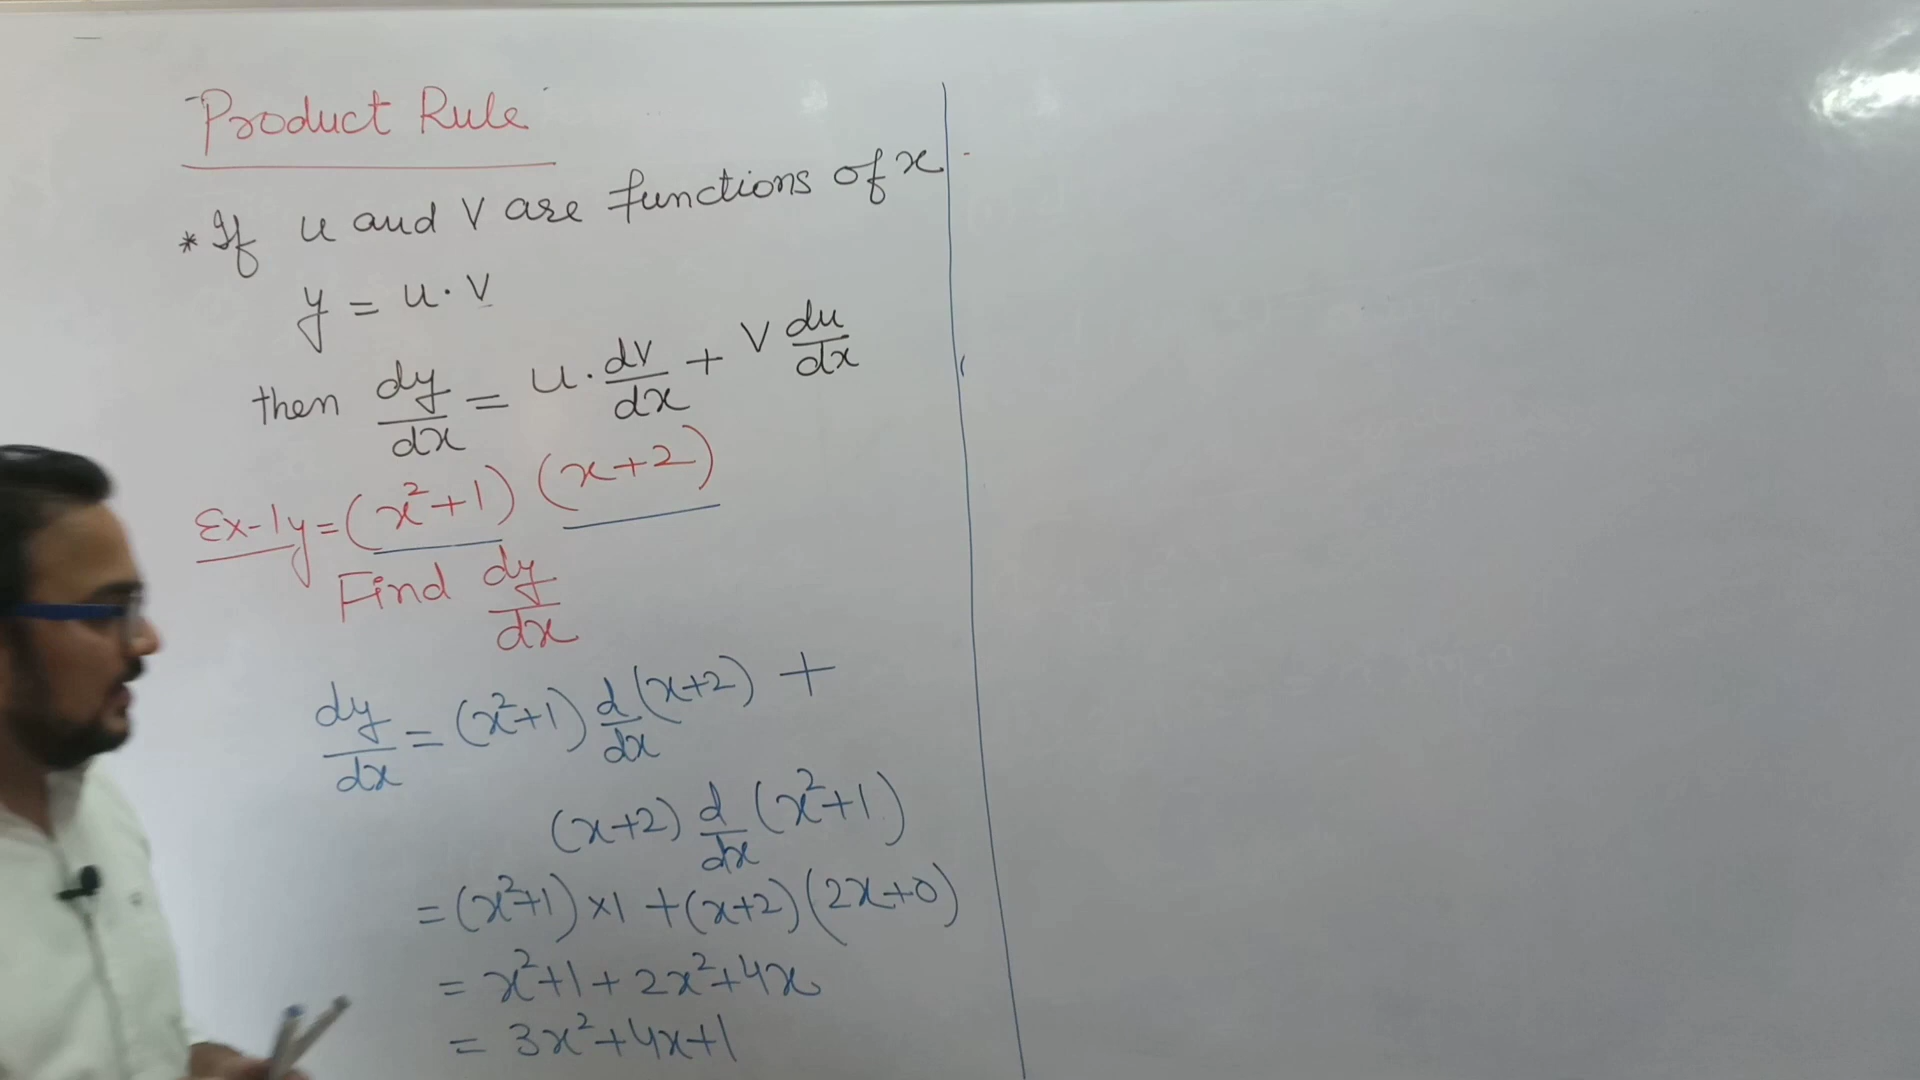 Product Rule
* If u and v are functions of x
y = u · v
then dy/dx = u · dv/dx + v du/dx
Ex-1 y = (x²+1) (x+2)
Find dy/dx
dy/dx = (x²+1) d/dx (x+2) +
(x+2) d/dx (x²+1)
= (x²+1) ×1 + (x+2) (2x+0)
= x²+1 + 2x²+4x
= 3x²+4x+1